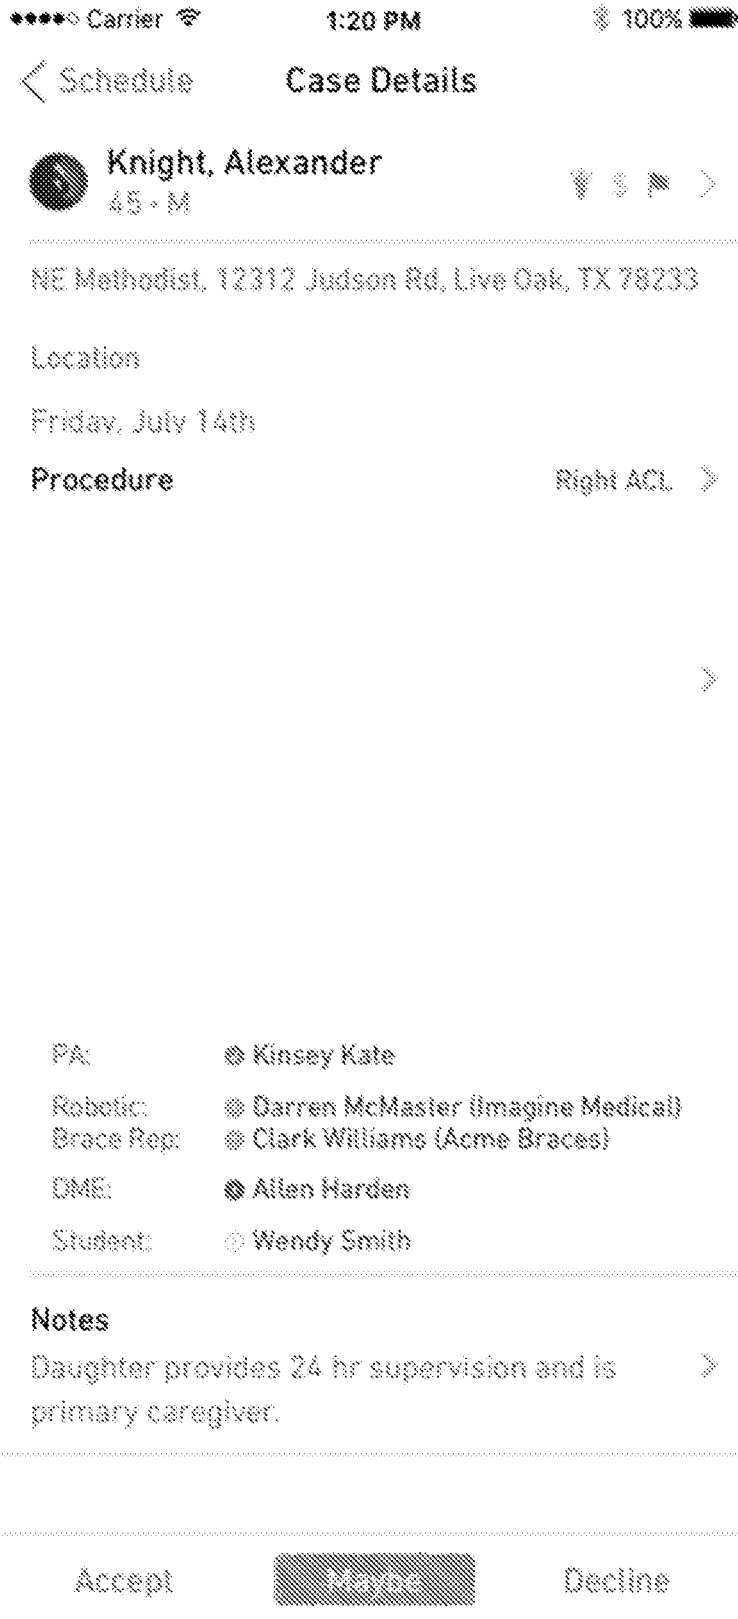 Carrier 1:20 PM 100%
Schedule Case Details
Knight, Alexander
45 • M
$
NE Methodist, 12312 Judson Rd, Live Oak, TX 78233
Location
Friday, July 14th
Procedure Right ACL
PA: Kinsey Kate
Robotic: Darren McMaster (Imagine Medical)
Brace Rep: Clark Williams (Acme Braces)
DME: Allen Harden
Student: Wendy Smith
Notes
Daughter provides 24 hr supervision and is
primary caregiver.
Accept Maybe Decline